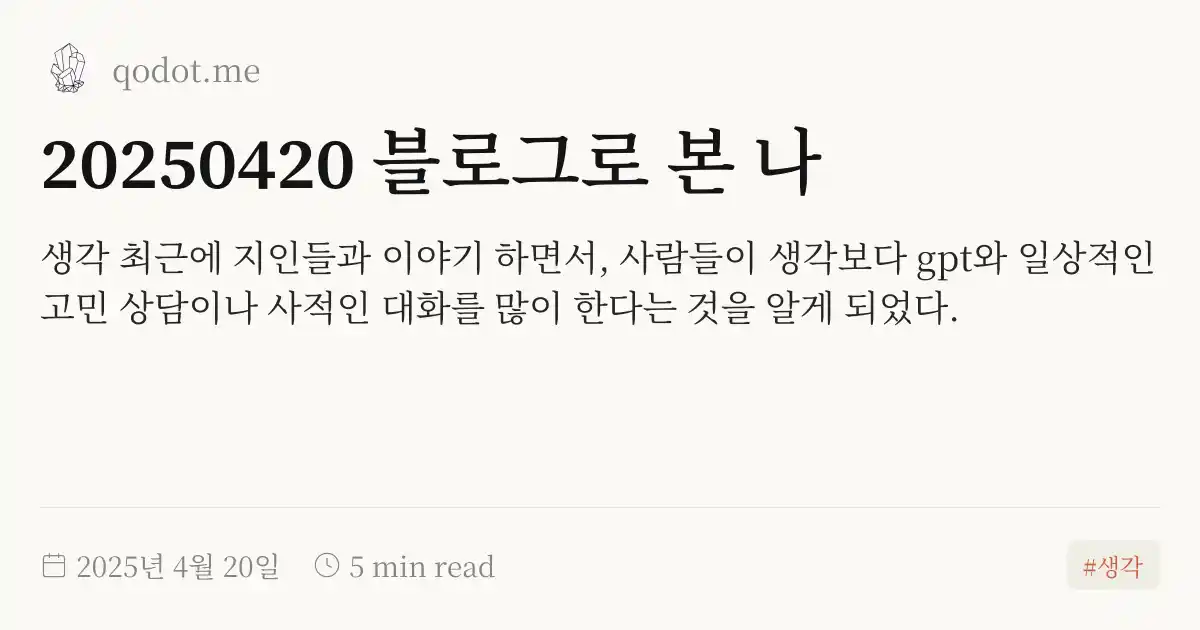 qodot.me
20250420 블로그로 본 나
생각 최근에 지인들과 이야기 하면서, 사람들이 생각보다 gpt와 일상적인
고민 상담이나 사적인 대화를 많이 한다는 것을 알게 되었다.
2025년 4월 20일 5 min read #생각